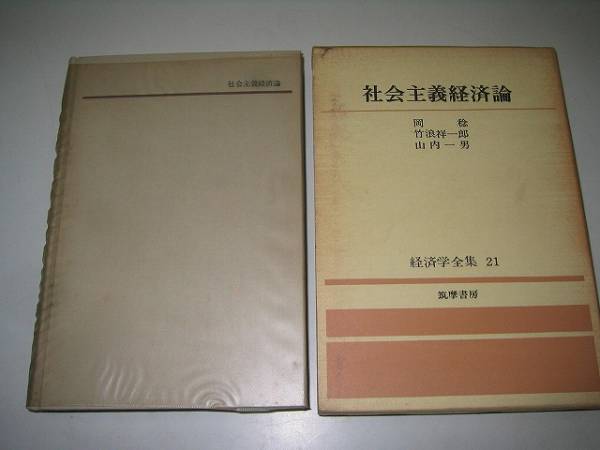 社会主義経済論
社会主義経済論
岡 稔
竹浪祥一郎
山内一男
経済学全集 21
筑摩書房